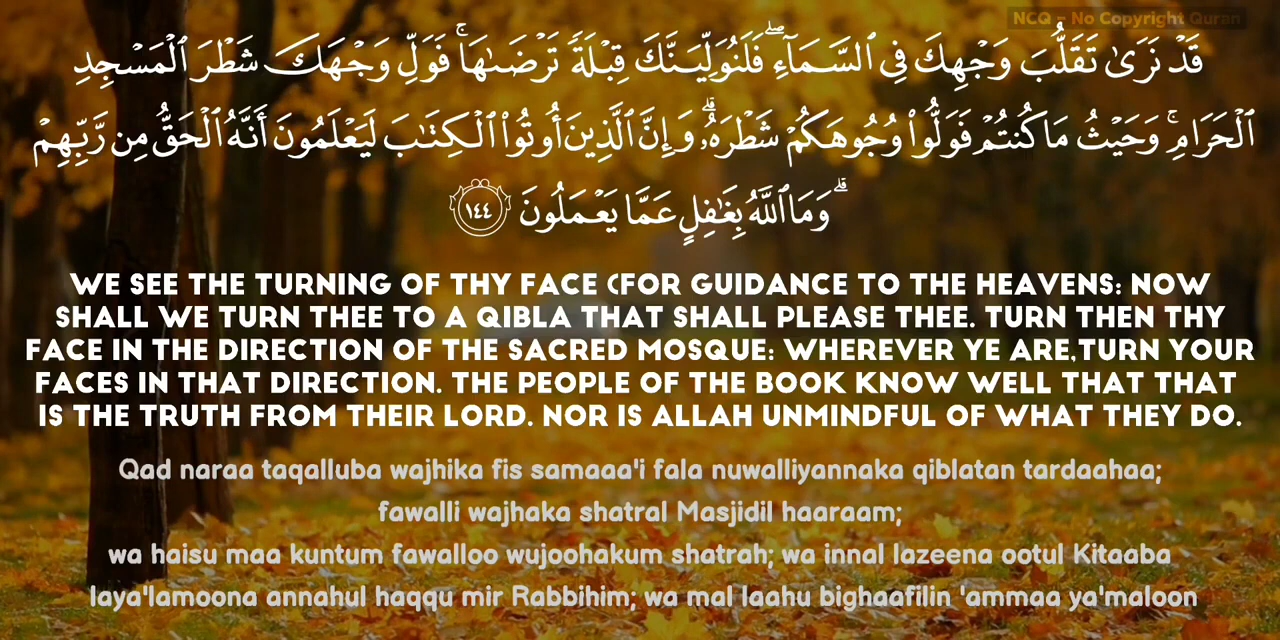 NCQ - No Copyright Quran
قَدْ نَرَىٰ تَقَلُّبَ وَجْهِكَ فِى ٱلسَّمَآءِ ۖ فَلَنُوَلِّيَنَّكَ قِبْلَةً تَرْضَىٰهَا ۚ فَوَلِّ وَجْهَكَ شَطْرَ ٱلْمَسْجِدِ
ٱلْحَرَامِ ۚ وَحَيْثُ مَا كُنتُمْ فَوَلُّوا۟ وُجُوهَكُمْ شَطْرَهُۥ ۗ وَإِنَّ ٱلَّذِينَ أُوتُوا۟ ٱلْكِتَٰبَ لَيَعْلَمُونَ أَنَّهُ ٱلْحَقُّ مِن رَّبِّهِمْ
ۗ وَمَا ٱللَّهُ بِغَٰفِلٍ عَمَّا يَعْمَلُونَ ١٤٤
WE SEE THE TURNING OF THY FACE (FOR GUIDANCE TO THE HEAVENS: NOW
SHALL WE TURN THEE TO A QIBLA THAT SHALL PLEASE THEE. TURN THEN THY
FACE IN THE DIRECTION OF THE SACRED MOSQUE: WHEREVER YE ARE,TURN YOUR
FACES IN THAT DIRECTION. THE PEOPLE OF THE BOOK KNOW WELL THAT THAT
IS THE TRUTH FROM THEIR LORD. NOR IS ALLAH UNMINDFUL OF WHAT THEY DO.
Qad naraa taqalluba wajhika fis samaaa'i fala nuwalliyannaka qiblatan tardaahaa;
fawalli wajhaka shatral Masjidil haaraam;
wa haisu maa kuntum fawalloo wujoohakum shatrah; wa innal lazeena ootul Kitaaba
laya'lamoona annahul haqqu mir Rabbihim; wa mal laahu bighaafilin 'ammaa ya'maloon